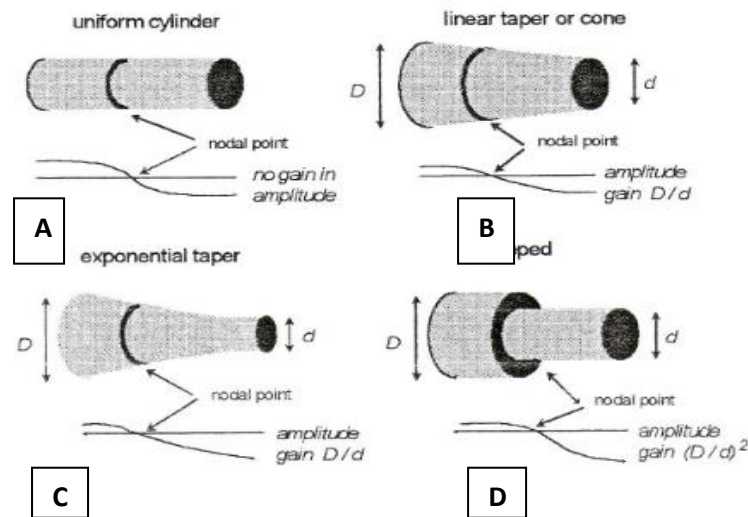 uniform cylinder
nodal point
no gain in
amplitude
A
linear taper or cone
D
d
nodal point
amplitude
gain D/d
B
exponential taper
D
d
nodal point
amplitude
gain D/d
C
pped
D
d
nodal point
amplitude
gain (D/d)²
D